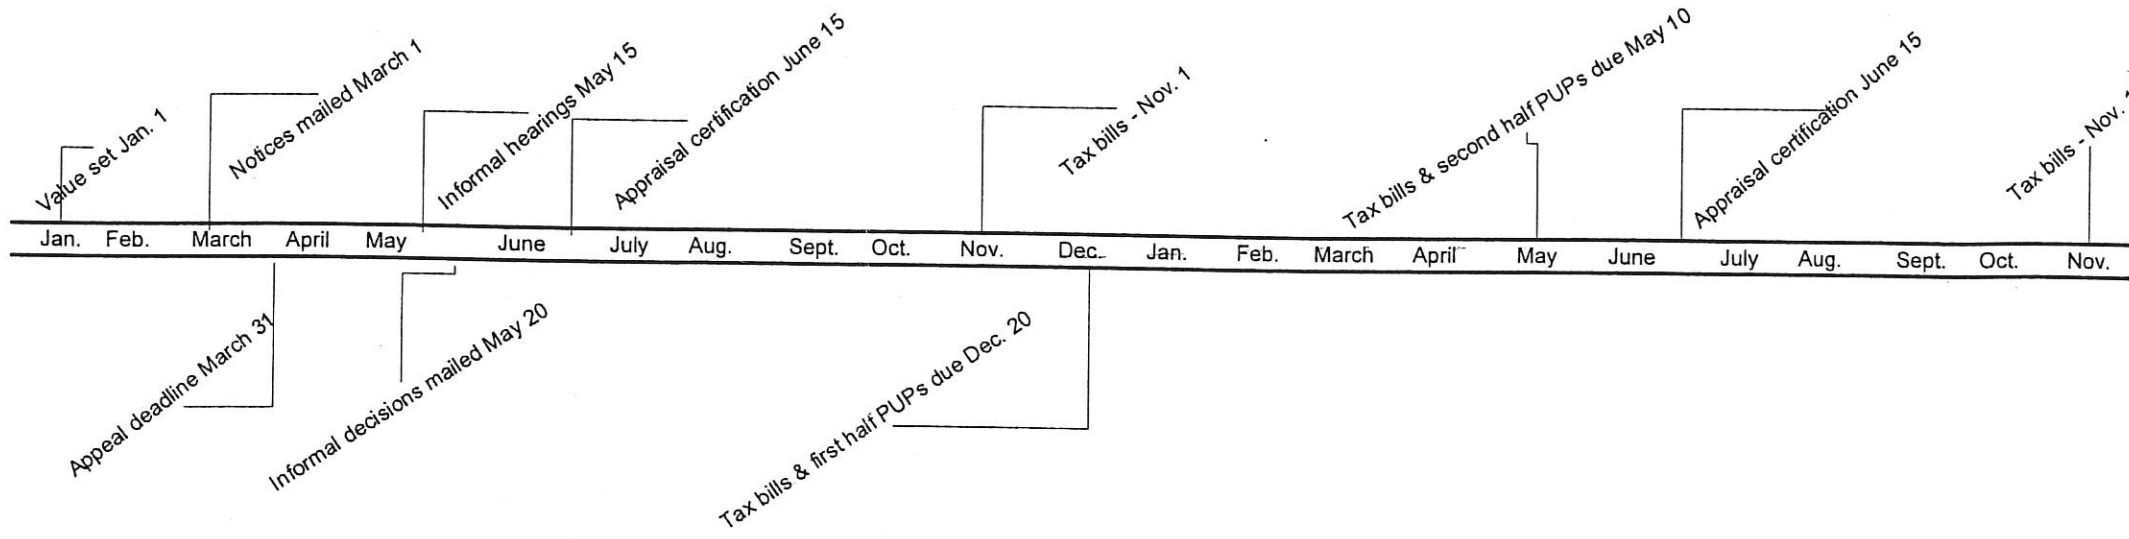 Value set Jan. 1
Notices mailed March 1
Informal hearings May 15
Appraisal certification June 15
Tax bills - Nov. 1
Tax bills & second half PUPs due May 10
Appraisal certification June 15
Tax bills - Nov. 1
Jan. Feb. March April May June July Aug. Sept. Oct. Nov. Dec. Jan. Feb. March April May June July Aug. Sept. Oct. Nov.
Appeal deadline March 31
Informal decisions mailed May 20
Tax bills & first half PUPs due Dec. 20